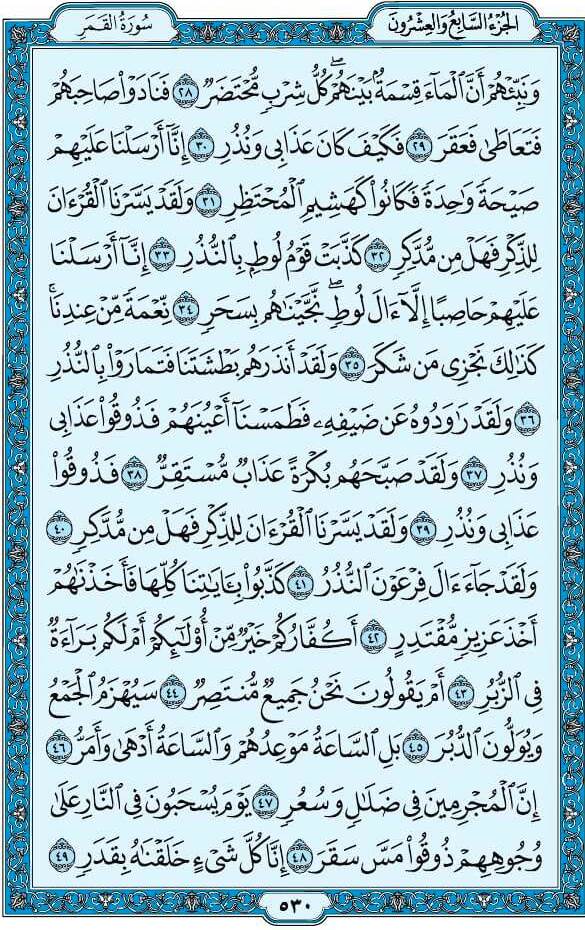 الجُزْءُ السَّابِعُ وَالعِشْرُونَ
سُورَةُ القَمَرِ
وَنَبِّئْهُمْ أَنَّ ٱلْمَآءَ قِسْمَةٌۢ بَيْنَهُمْۖ كُلُّ شِرْبٍ مُّحْتَضَرٌ ٢٨ فَنَادَوْا۟ صَاحِبَهُمْ
فَتَعَاطَىٰ فَعَقَرَ ٢٩ فَكَيْفَ كَانَ عَذَابِى وَنُذُرِ ٣٠ إِنَّآ أَرْسَلْنَا عَلَيْهِمْ
صَيْحَةً وَٰحِدَةً فَكَانُوا۟ كَهَشِيمِ ٱلْمُحْتَظِرِ ٣١ وَلَقَدْ يَسَّرْنَا ٱلْقُرْءَانَ
لِلذِّكْرِ فَهَلْ مِن مُّدَّكِرٍ ٣٢ كَذَّبَتْ قَوْمُ لُوطٍۭ بِٱلنُّذُرِ ٣٣ إِنَّآ أَرْسَلْنَا
عَلَيْهِمْ حَاصِبًا إِلَّآ ءَالَ لُوطٍۖ نَّجَّيْنَٰهُم بِسَحَرٍ ٣٤ نِّعْمَةً مِّنْ عِندِنَاۚ
كَذَٰلِكَ نَجْزِى مَن شَكَرَ ٣٥ وَلَقَدْ أَنذَرَهُم بَطْشَتَنَا فَتَمَارَوْا۟ بِٱلنُّذُرِ
٣٦ وَلَقَدْ رَٰوَدُوهُ عَن ضَيْفِهِۦ فَطَمَسْنَآ أَعْيُنَهُمْ فَذُوقُوا۟ عَذَابِى
وَنُذُرِ ٣٧ وَلَقَدْ صَبَّحَهُم بُكْرَةً عَذَابٌ مُّسْتَقِرٌّ ٣٨ فَذُوقُوا۟
عَذَابِى وَنُذُرِ ٣٩ وَلَقَدْ يَسَّرْنَا ٱلْقُرْءَانَ لِلذِّكْرِ فَهَلْ مِن مُّدَّكِرٍ ٤٠
وَلَقَدْ جَآءَ ءَالَ فِرْعَوْنَ ٱلنُّذُرُ ٤١ كَذَّبُوا۟ بِـَٔايَٰتِنَا كُلِّهَا فَأَخَذْنَٰهُمْ
أَخْذَ عَزِيزٍ مُّقْتَدِرٍ ٤٢ أَكُفَّارُكُمْ خَيْرٌ مِّنْ أُو۟لَٰٓئِكُمْ أَمْ لَكُم بَرَآءَةٌ
فِى ٱلزُّبُرِ ٤٣ أَمْ يَقُولُونَ نَحْنُ جَمِيعٌ مُّنتَصِرٌ ٤٤ سَيُهْزَمُ ٱلْجَمْعُ
وَيُوَلُّونَ ٱلدُّبُرَ ٤٥ بَلِ ٱلسَّاعَةُ مَوْعِدُهُمْ وَٱلسَّاعَةُ أَدْهَىٰ وَأَمَرُّ ٤٦
إِنَّ ٱلْمُجْرِمِينَ فِى ضَلَٰلٍ وَسُعُرٍ ٤٧ يَوْمَ يُسْحَبُونَ فِى ٱلنَّارِ عَلَىٰ
وُجُوهِهِمْ ذُوقُوا۟ مَسَّ سَقَرَ ٤٨ إِنَّا كُلَّ شَىْءٍ خَلَقْنَٰهُ بِقَدَرٍ ٤٩
٥٣٠